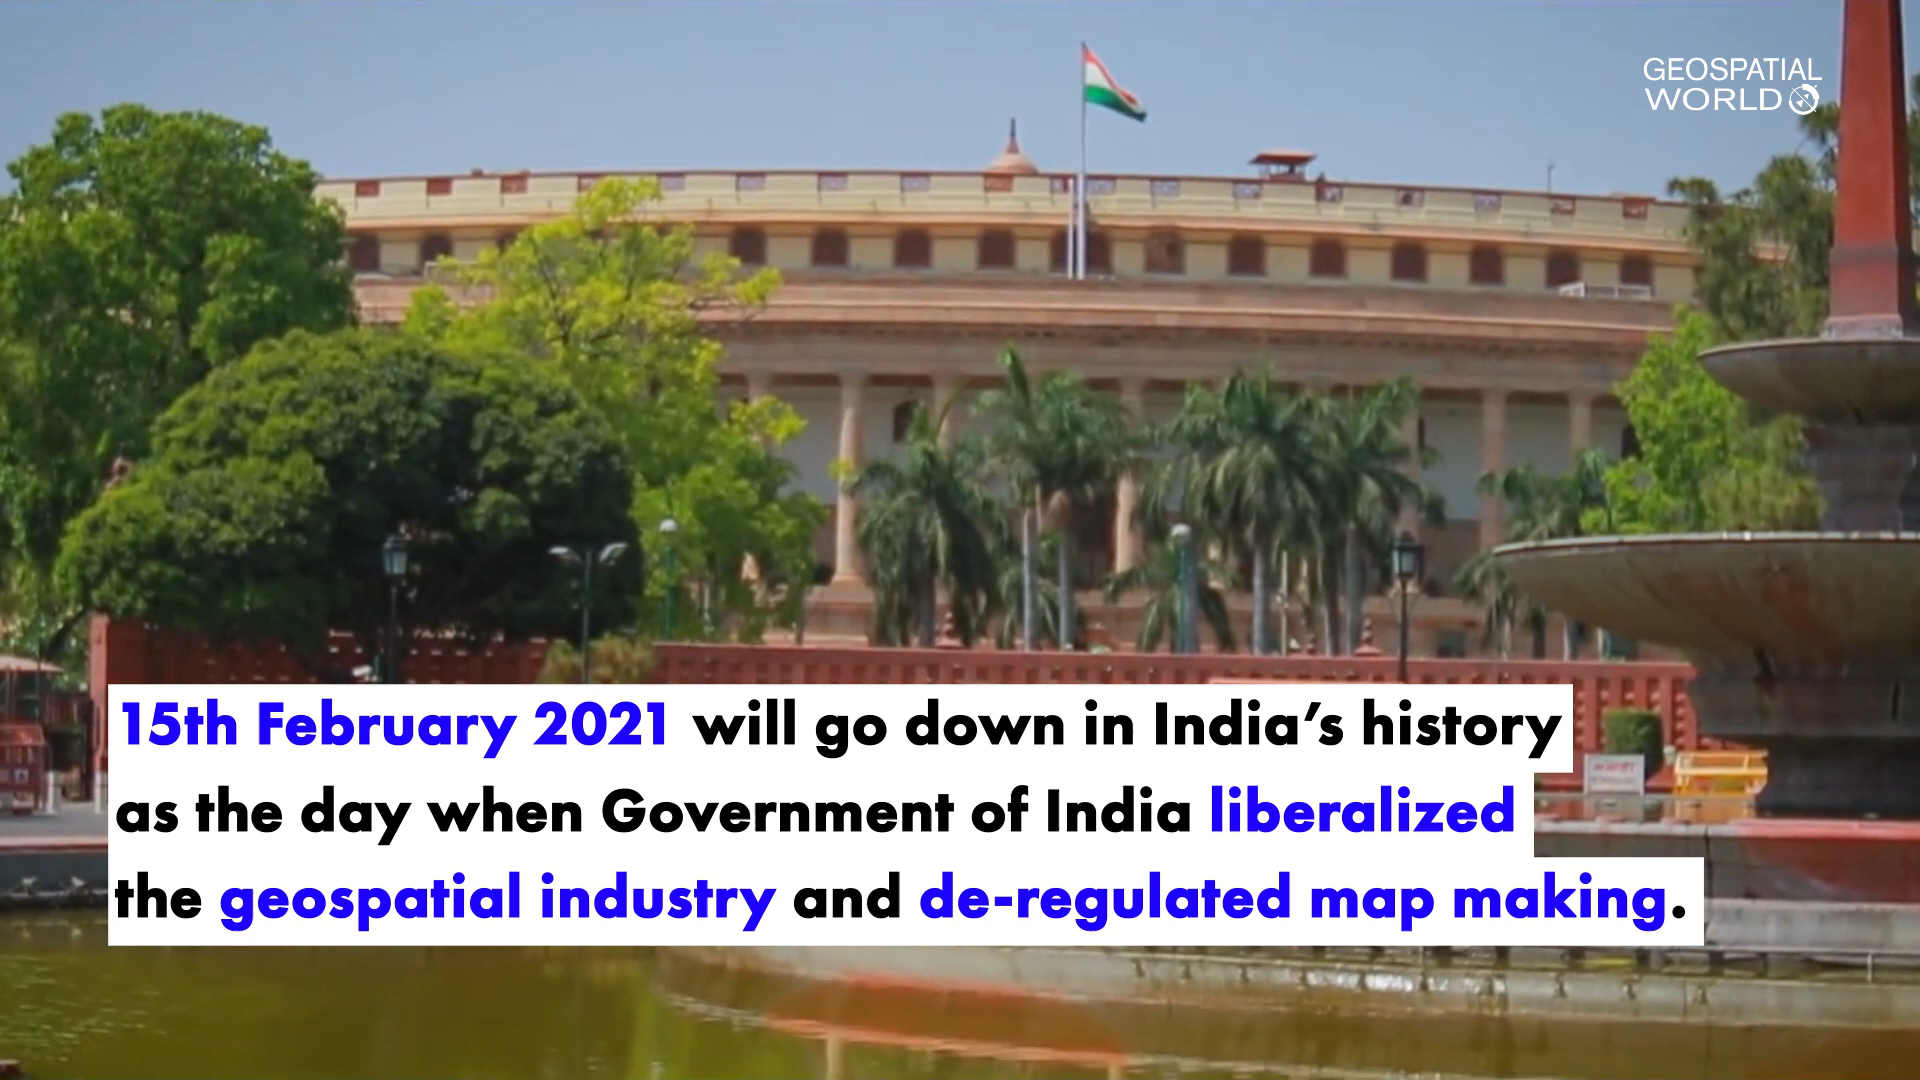 GEOSPATIAL
WORLD
15th February 2021 will go down in India’s history
as the day when Government of India liberalized
the geospatial industry and de-regulated map making.